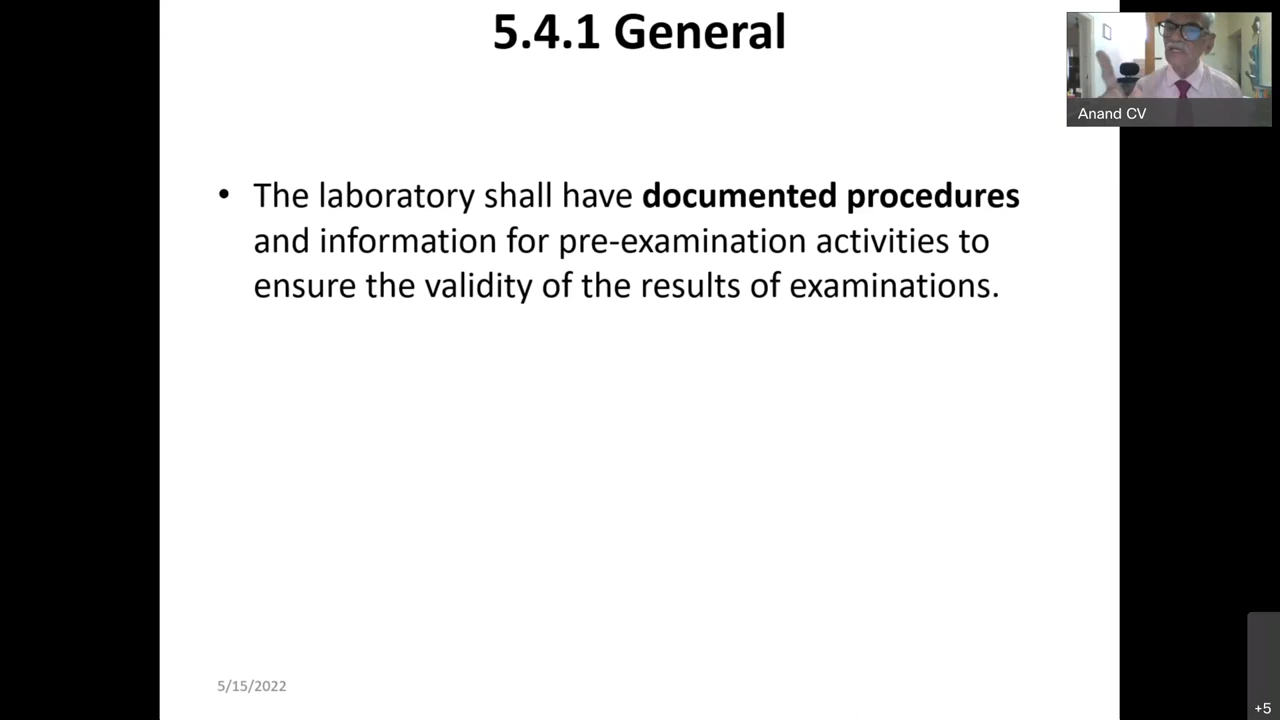 5.4.1 General
Anand CV
• The laboratory shall have documented procedures
and information for pre-examination activities to
ensure the validity of the results of examinations.
5/15/2022
+5